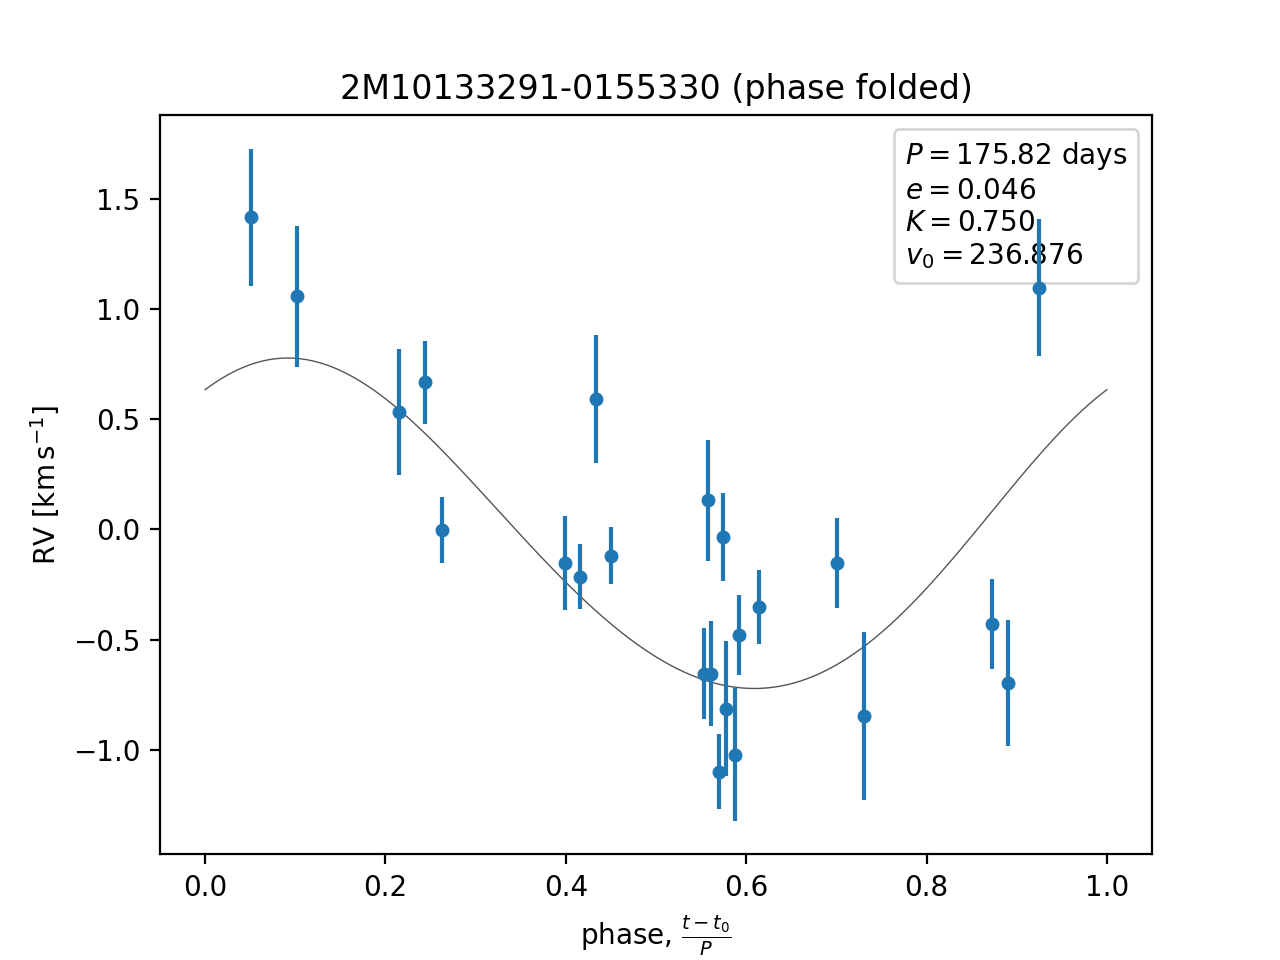 2M10133291-0155330 (phase folded)
P = 175.82 days
e = 0.046
K = 0.750
v₀ = 236.876
1.5
1.0
0.5
0.0
−0.5
−1.0
RV [km s⁻¹]
0.0 0.2 0.4 0.6 0.8 1.0
phase, (t − t₀)/P